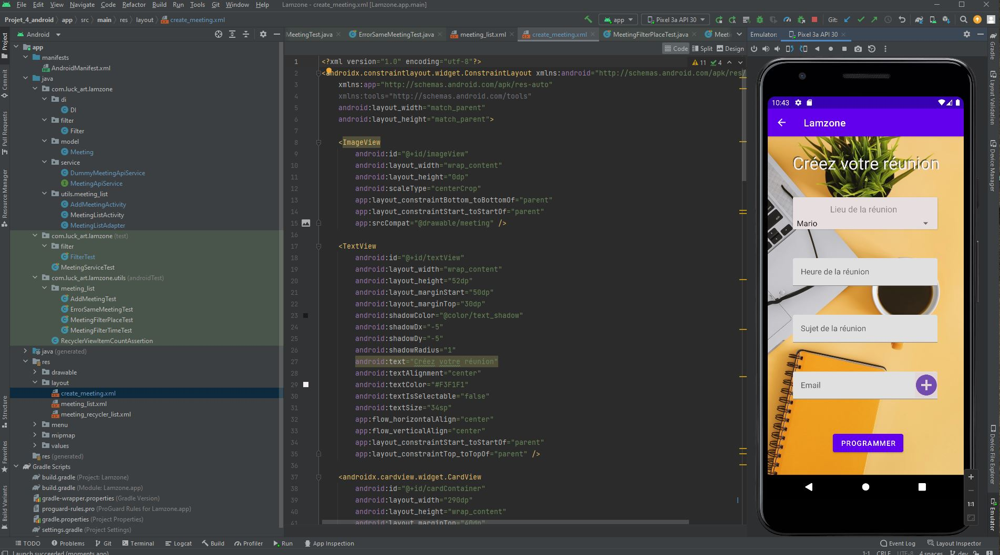 File Edit View Navigate Code Refactor Build Run Tools Git Window Help Lamzone - create_meeting.xml [Lamzone.app.main]
Projet_4_android app src main res layout create_meeting.xml app Pixel 3a API 30 Git:
Project
Commit
Pull Requests
Resource Manager
Structure
Favorites
Build Variants
Android
app
manifests
AndroidManifest.xml
java
com.luck_art.lamzone
di
DI
filter
Filter
model
Meeting
service
DummyMeetingApiService
MeetingApiService
utils.meeting_list
AddMeetingActivity
MeetingListActivity
MeetingListAdapter
com.luck_art.lamzone (test)
filter
FilterTest
MeetingServiceTest
com.luck_art.lamzone.utils (androidTest)
meeting_list
AddMeetingTest
ErrorSameMeetingTest
MeetingFilterPlaceTest
MeetingFilterTimeTest
RecyclerViewItemCountAssertion
java (generated)
res
drawable
layout
create_meeting.xml
meeting_list.xml
meeting_recycler_list.xml
menu
mipmap
values
res (generated)
Gradle Scripts
build.gradle (Project: Lamzone)
build.gradle (Module: Lamzone.app)
gradle-wrapper.properties (Gradle Version)
proguard-rules.pro (ProGuard Rules for Lamzone.app)
gradle.properties (Project Properties)
settings.gradle (Project Settings)
MeetingTest.java ErrorSameMeetingTest.java meeting_list.xml create_meeting.xml MeetingFilterPlaceTest.java Meeti
Code Split Design
11 4
1 <?xml version="1.0" encoding="utf-8"?>
2 <androidx.constraintlayout.widget.ConstraintLayout xmlns:android="http://schemas.android.com/apk/res/
3 xmlns:app="http://schemas.android.com/apk/res-auto"
4 xmlns:tools="http://schemas.android.com/tools"
5 android:layout_width="match_parent"
6 android:layout_height="match_parent">
7
8 <ImageView
9 android:id="@+id/imageView"
10 android:layout_width="wrap_content"
11 android:layout_height="0dp"
12 android:scaleType="centerCrop"
13 app:layout_constraintBottom_toBottomOf="parent"
14 app:layout_constraintStart_toStartOf="parent"
15 app:srcCompat="@drawable/meeting" />
16
17 <TextView
18 android:id="@+id/textView"
19 android:layout_width="wrap_content"
20 android:layout_height="52dp"
21 android:layout_marginStart="50dp"
22 android:layout_marginTop="30dp"
23 android:shadowColor="@color/text_shadow"
24 android:shadowDx="-5"
25 android:shadowDy="-5"
26 android:shadowRadius="1"
27 android:text="Créez votre réunion"
28 android:textAlignment="center"
29 android:textColor="#F3F1F1"
30 android:textIsSelectable="false"
31 android:textSize="34sp"
32 app:flow_horizontalAlign="center"
33 app:flow_verticalAlign="center"
34 app:layout_constraintStart_toStartOf="parent"
35 app:layout_constraintTop_toTopOf="parent" />
36
37 <androidx.cardview.widget.CardView
38 android:id="@+id/cardContainer"
39 android:layout_width="290dp"
40 android:layout_height="wrap_content"
41 android:layout_marginTop="40dp"
Emulator: Pixel 3a API 30
10:43
Lamzone
Créez votre réunion
Lieu de la réunion
Mario
Heure de la réunion
Sujet de la réunion
Email
PROGRAMMER
1:1
Gradle
Layout Validation
Device Manager
Device File Explorer
Emulator
TODO Problems Git Terminal Logcat Build Profiler Run App Inspection Event Log Layout Inspector
Launch succeeded (moments ago) 1:1 CRLF UTF-8 4 spaces dev